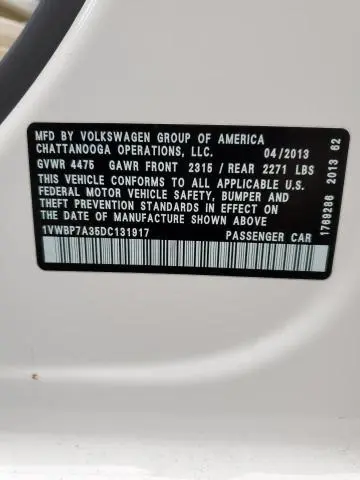 MFD BY VOLKSWAGEN GROUP OF AMERICA
CHATTANOOGA OPERATIONS, LLC. 04/2013
GVWR 4475 GAWR FRONT 2315 / REAR 2271 LBS
THIS VEHICLE CONFORMS TO ALL APPLICABLE U.S.
FEDERAL MOTOR VEHICLE SAFETY, BUMPER AND
THEFT PREVENTION STANDARDS IN EFFECT ON
THE DATE OF MANUFACTURE SHOWN ABOVE
1VWBP7A35DC131917 PASSENGER CAR
1769286 2013 62